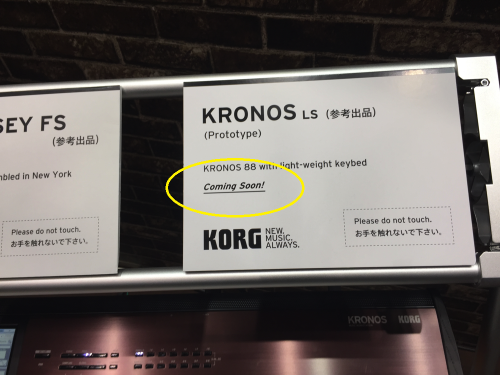 SEY FS
(参考出品)
mbled in New York
Please do not touch.
お手を触れないで下さい。
KRONOS LS (参考出品)
(Prototype)
KRONOS 88 with light-weight keybed
Coming Soon!
KORG NEW.
MUSIC.
ALWAYS.
Please do not touch.
お手を触れないで下さい。
KRONOS KORG